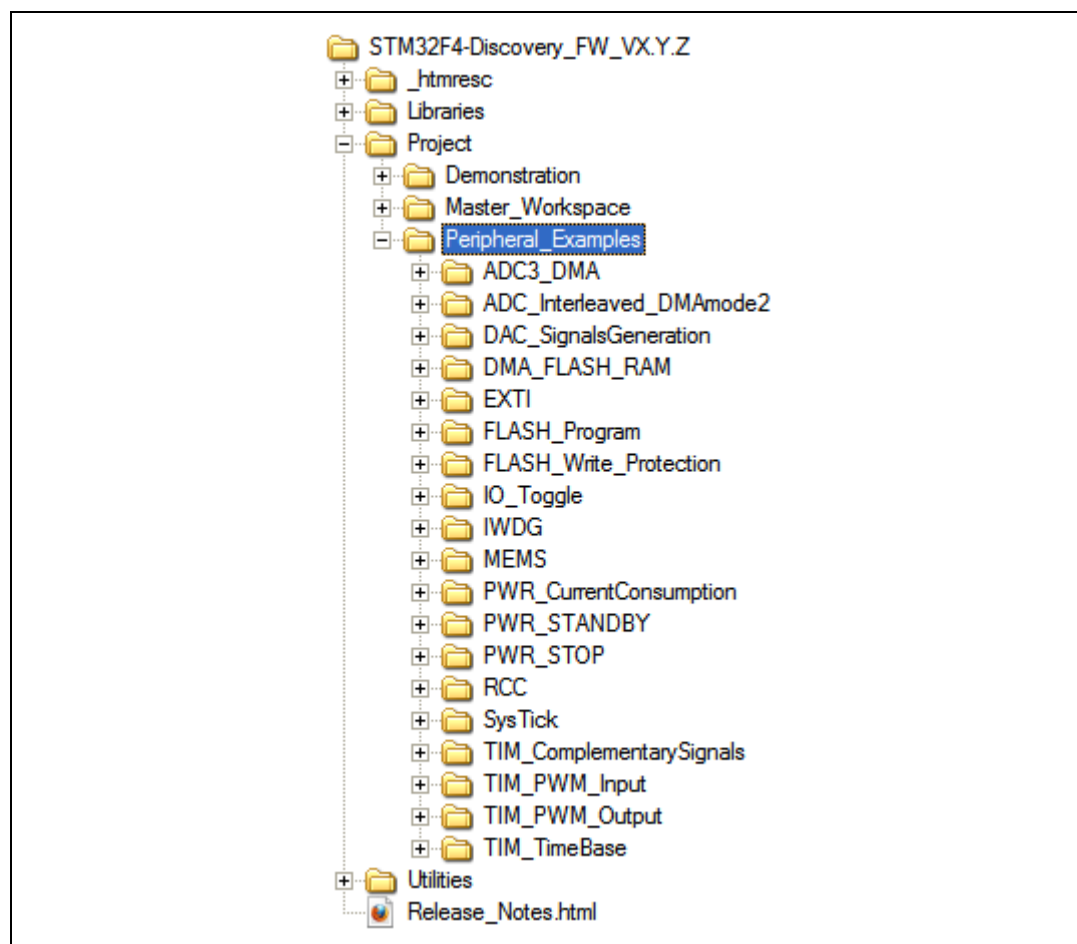 STM32F4-Discovery_FW_VX.Y.Z
_htmresc
Libraries
Project
Demonstration
Master_Workspace
Peripheral_Examples
ADC3_DMA
ADC_Interleaved_DMAmode2
DAC_SignalsGeneration
DMA_FLASH_RAM
EXTI
FLASH_Program
FLASH_Write_Protection
IO_Toggle
IWDG
MEMS
PWR_CurrentConsumption
PWR_STANDBY
PWR_STOP
RCC
SysTick
TIM_ComplementarySignals
TIM_PWM_Input
TIM_PWM_Output
TIM_TimeBase
Utilities
Release_Notes.html